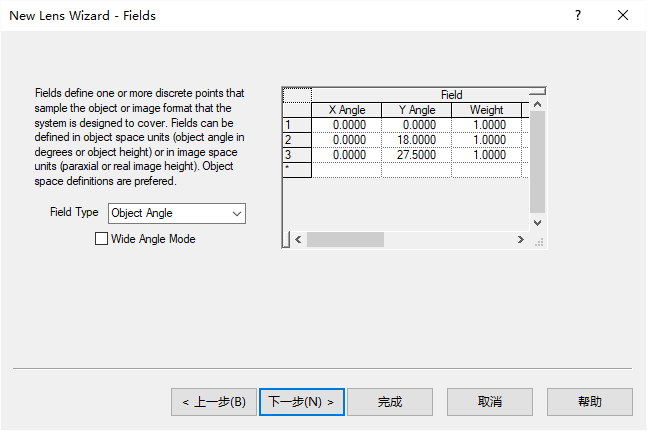 New Lens Wizard - Fields
?
Fields define one or more discrete points that
sample the object or image format that the
system is designed to cover. Fields can be
defined in object space units (object angle in
degrees or object height) or in image space
units (paraxial or real image height). Object
space definitions are prefered.
Field Type Object Angle
Wide Angle Mode
Field
X Angle Y Angle Weight
1 0.0000 0.0000 1.0000
2 0.0000 18.0000 1.0000
3 0.0000 27.5000 1.0000
*
< 上一步(B) 下一步(N) > 完成 取消 帮助